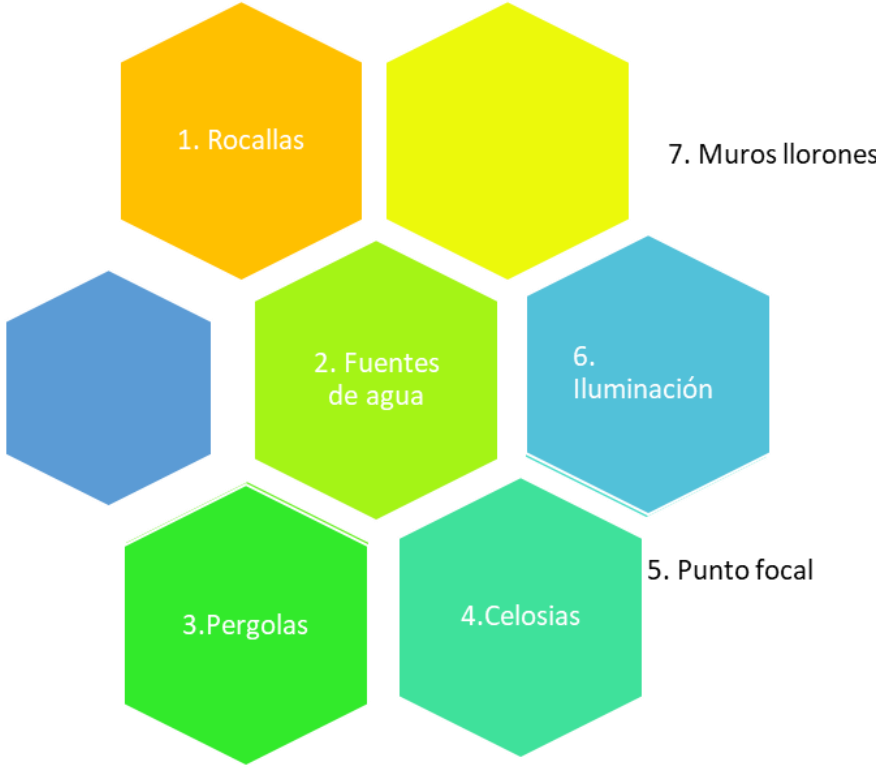 1. Rocallas
7. Muros llorones
2. Fuentes
de agua
6.
Iluminación
3.Pergolas
4.Celosias
5. Punto focal